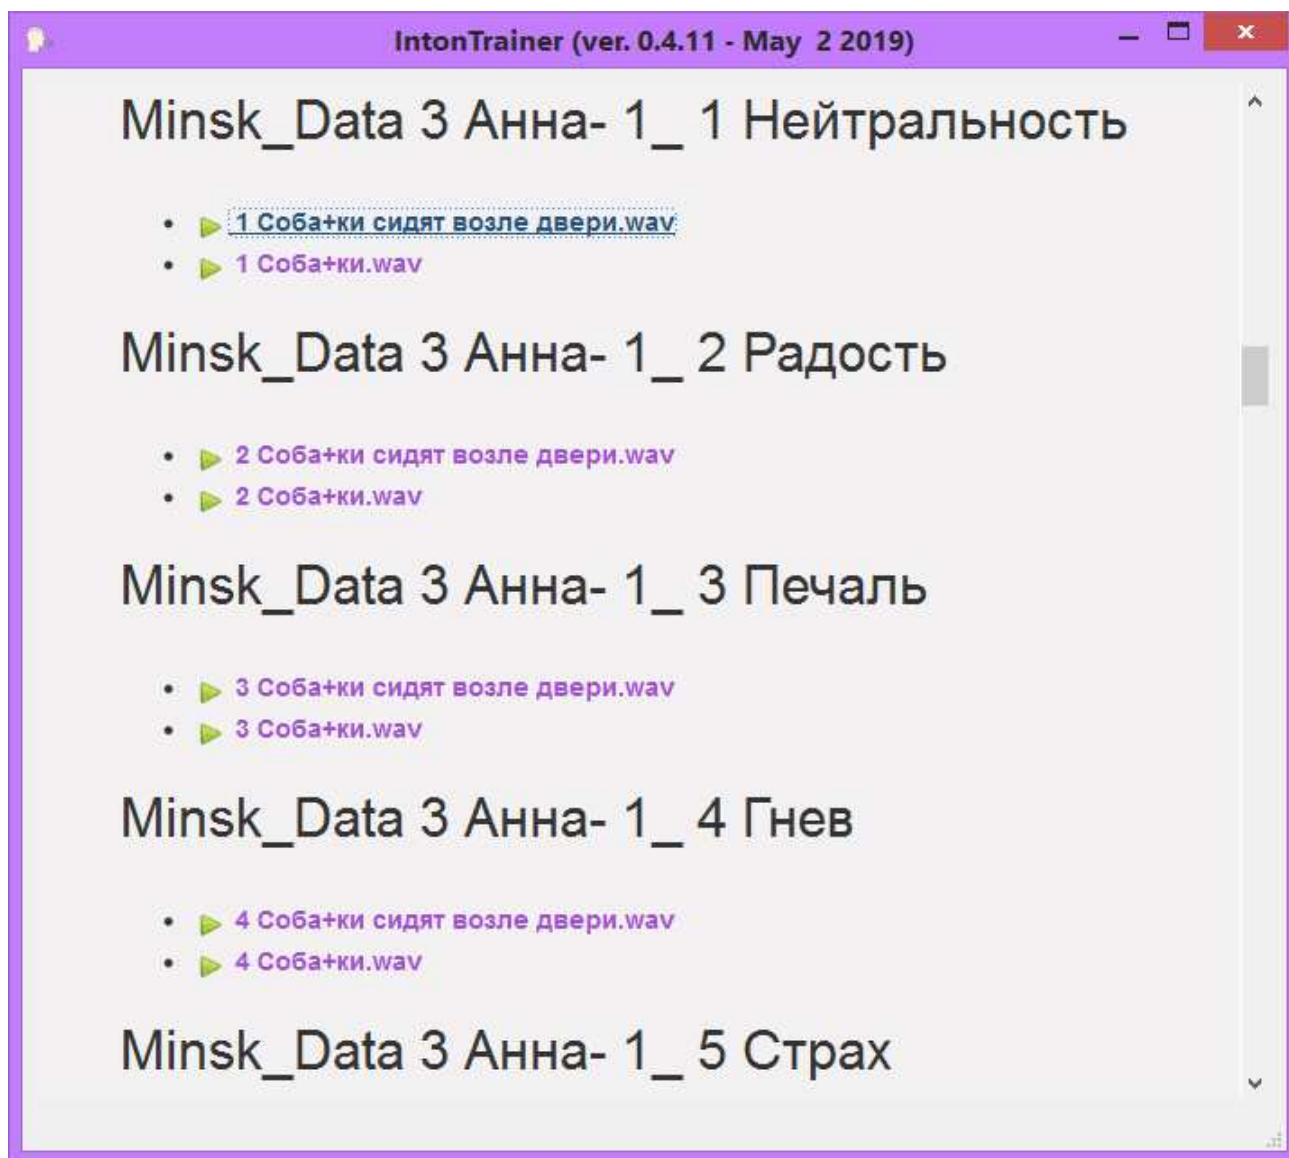 IntonTrainer (ver. 0.4.11 - May 2 2019)
Minsk_Data 3 Анна- 1_ 1 Нейтральность
1 Соба+ки сидят возле двери.wav
1 Соба+ки.wav
Minsk_Data 3 Анна- 1_ 2 Радость
2 Соба+ки сидят возле двери.wav
2 Соба+ки.wav
Minsk_Data 3 Анна- 1_ 3 Печаль
3 Соба+ки сидят возле двери.wav
3 Соба+ки.wav
Minsk_Data 3 Анна- 1_ 4 Гнев
4 Соба+ки сидят возле двери.wav
4 Соба+ки.wav
Minsk_Data 3 Анна- 1_ 5 Страх